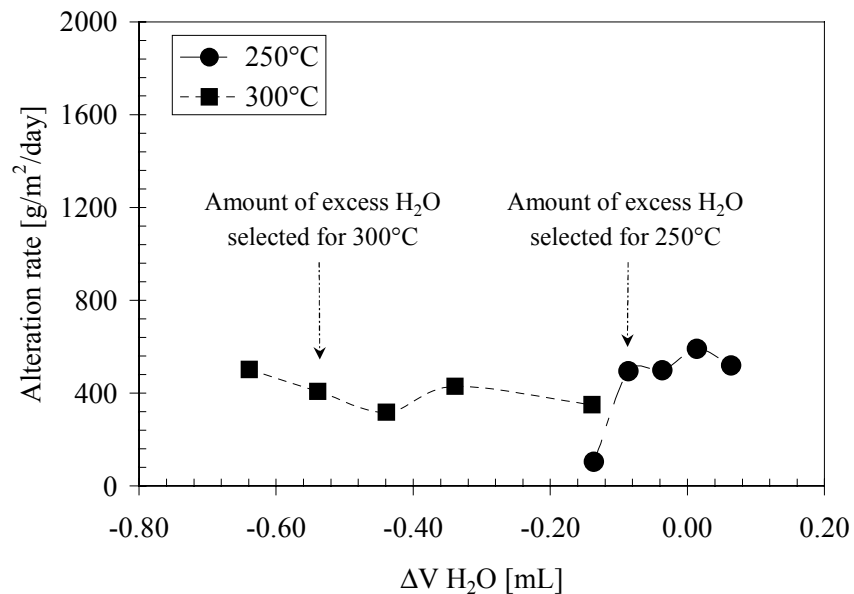 2000
1600
1200
800
400
0
Alteration rate [g/m²/day]
250°C
300°C
Amount of excess H₂O
selected for 300°C
Amount of excess H₂O
selected for 250°C
-0.80
-0.60
-0.40
-0.20
0.00
0.20
ΔV H₂O [mL]